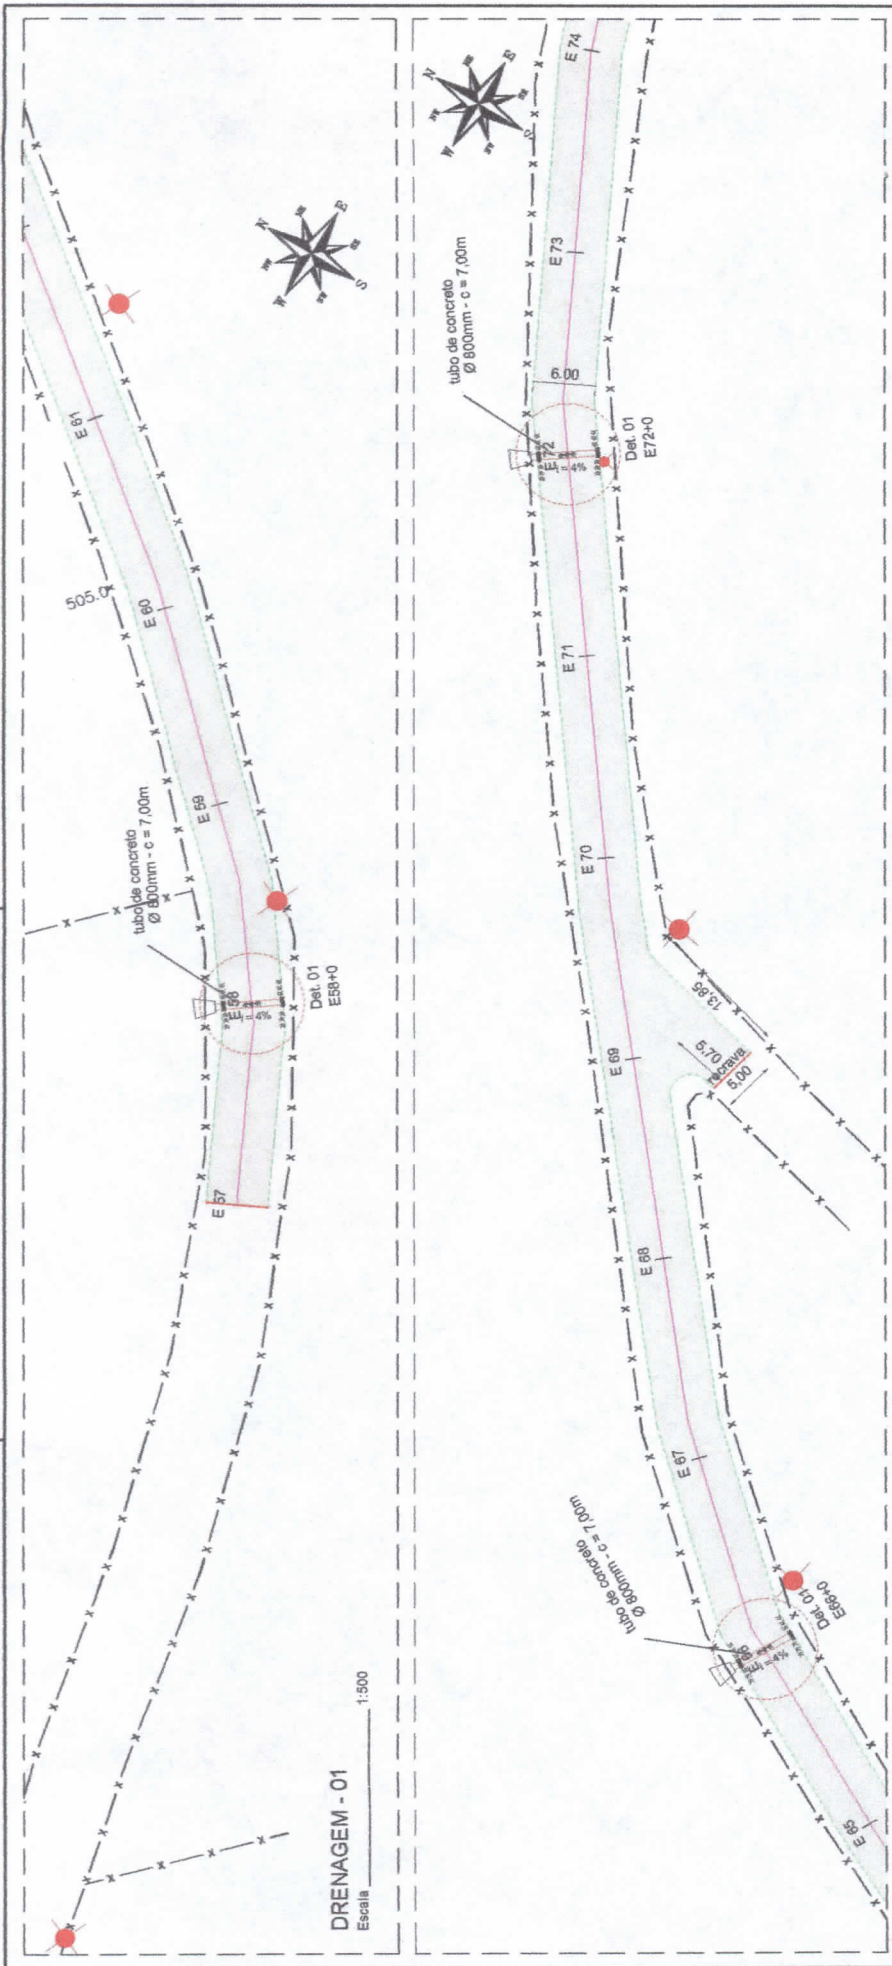 E 61
505.0
E 60
E 59
tubo de concreto
Ø 800mm - c = 7,00m
E 58
i = 4%
Det. 01
E58+0
E 57
DRENAGEM - 01
Escala 1:500
N
E
S
W
E 74
N
E
S
W
E 73
tubo de concreto
Ø 800mm - c = 7,00m
6.00
E 72
i = 4%
Det. 01
E72+0
E 71
E 70
13,85
E 69
5,70
recrava
5,00
E 68
E 67
tubo de concreto
Ø 800mm - c = 7,00m
i = 4%
Det. 01
E66+0
E 65